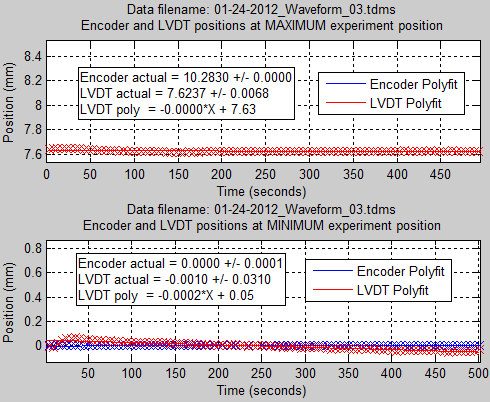 Data filename: 01-24-2012_Waveform_03.tdms
Encoder and LVDT positions at MAXIMUM experiment position
Position (mm)
8.4
8.2
8
7.8
7.6
Encoder actual = 10.2830 +/- 0.0000
LVDT actual = 7.6237 +/- 0.0068
LVDT poly = -0.0000*X + 7.63
Encoder Polyfit
LVDT Polyfit
0 50 100 150 200 250 300 350 400 450
Time (seconds)
Data filename: 01-24-2012_Waveform_03.tdms
Encoder and LVDT positions at MINIMUM experiment position
Position (mm)
0.8
0.6
0.4
0.2
0
Encoder actual = 0.0000 +/- 0.0001
LVDT actual = -0.0010 +/- 0.0310
LVDT poly = -0.0002*X + 0.05
Encoder Polyfit
LVDT Polyfit
50 100 150 200 250 300 350 400 450 500
Time (seconds)